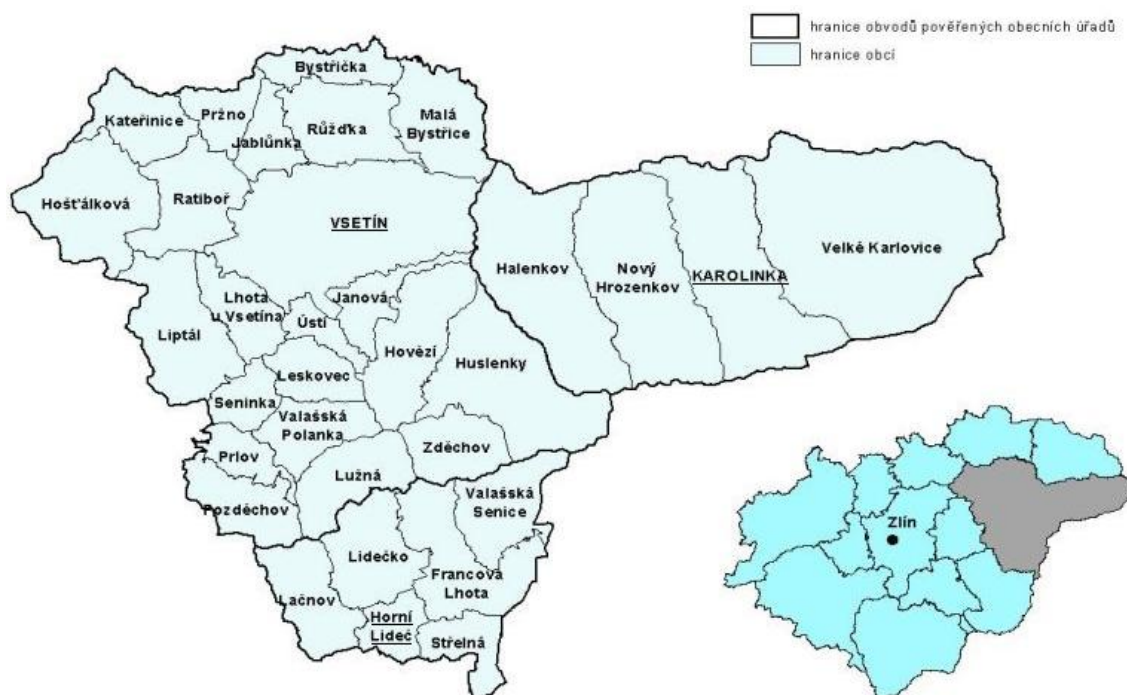 hranice obvodů pověřených obecních úřadů
hranice obcí
Bystřička
Kateřinice
Pržno
Jablůnka
Růžďka
Malá
Bystřice
Hošťálková
Ratiboř
VSETÍN
Halenkov
Nový
Hrozenkov
KAROLINKA
Velké Karlovice
Liptál
Lhota
u Vsetína
Ústí
Janová
Hovězí
Huslenky
Leskovec
Seninka
Valašská
Polanka
Prlov
Zděchov
Lužná
Pozděchov
Valašská
Senice
Lidečko
Francova
Lhota
Lačnov
Horní
Lideč
Střelná
Zlín